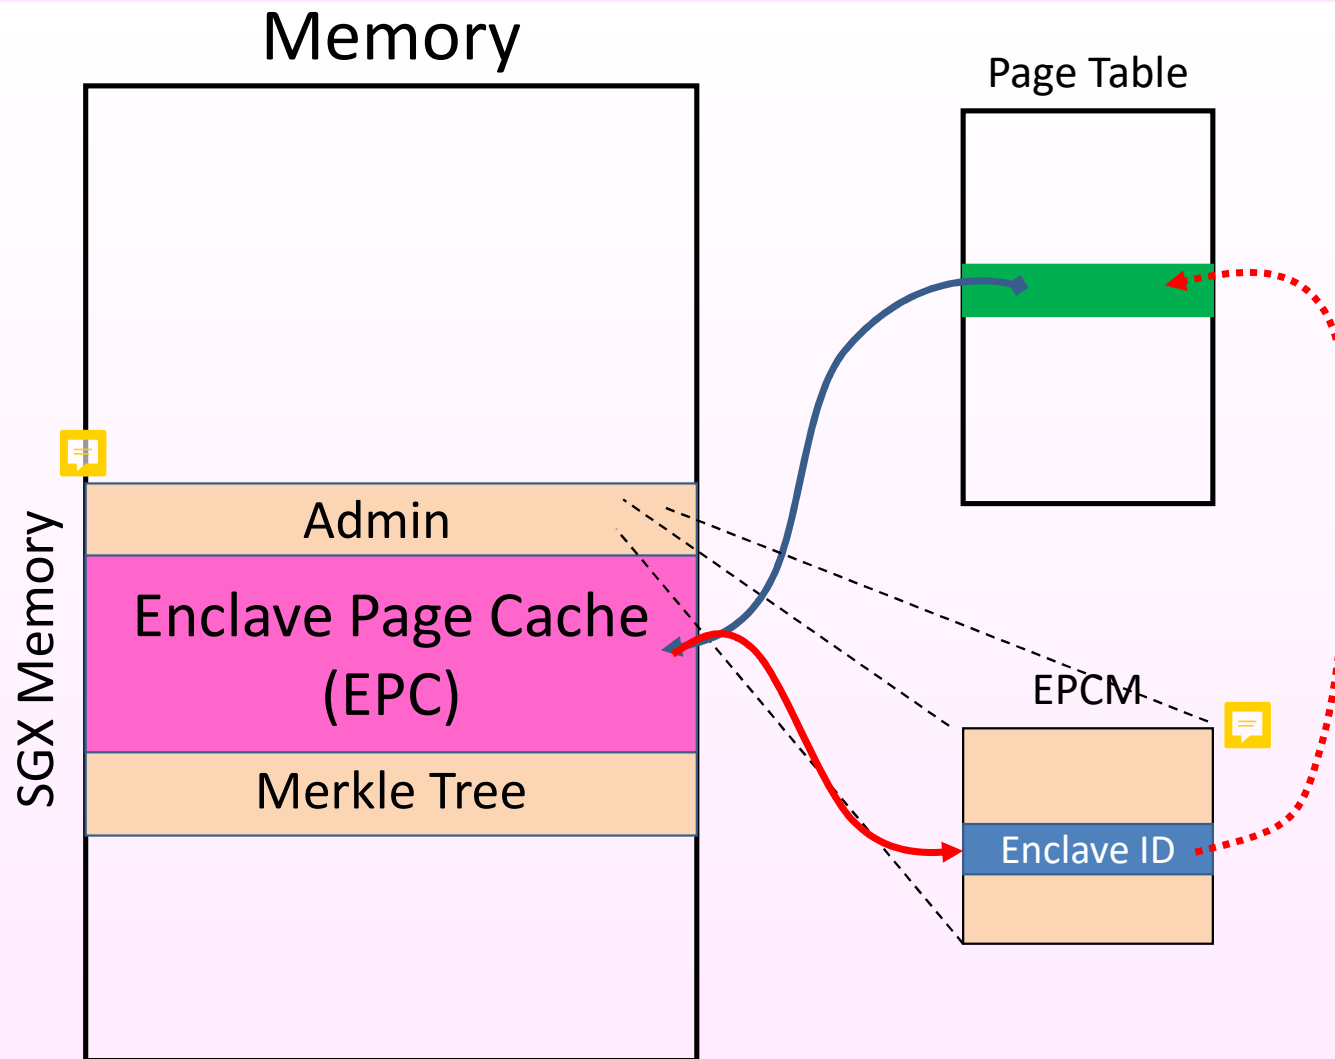 Memory
Page Table
SGX Memory
Admin
Enclave Page Cache
(EPC)
Merkle Tree
EPCM
Enclave ID